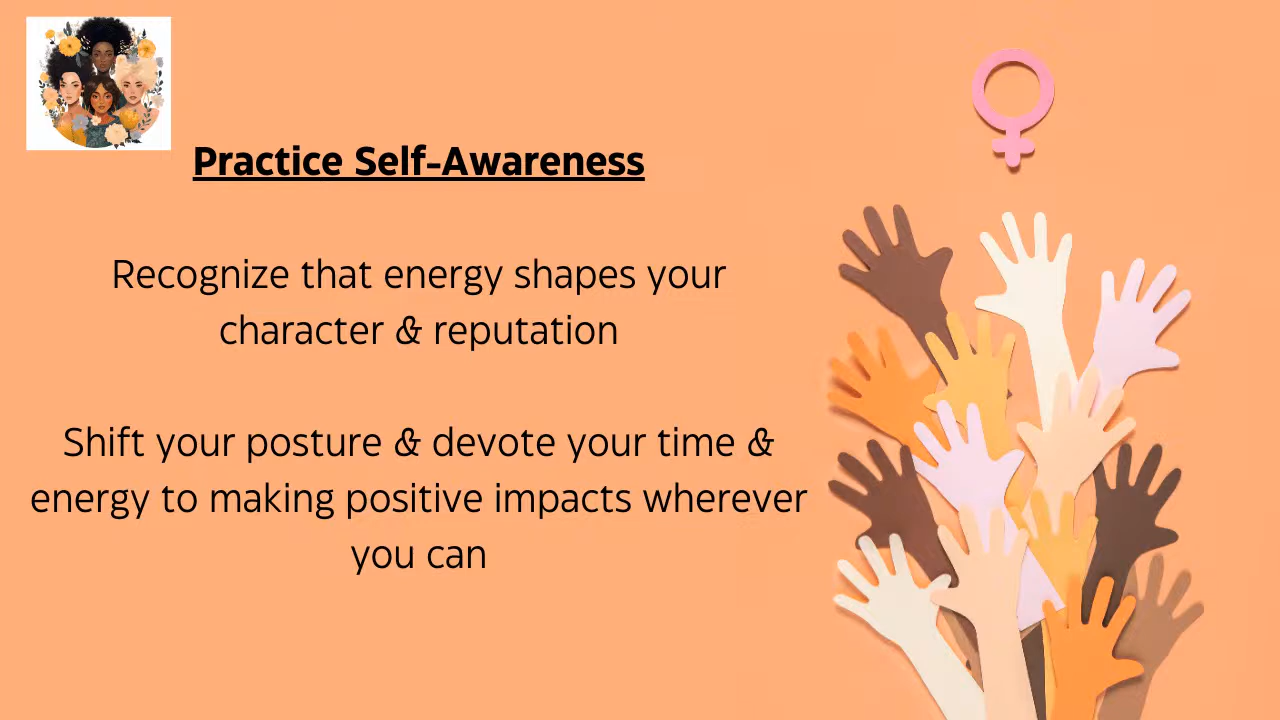 Practice Self-Awareness
Recognize that energy shapes your
character & reputation
Shift your posture & devote your time &
energy to making positive impacts wherever
you can